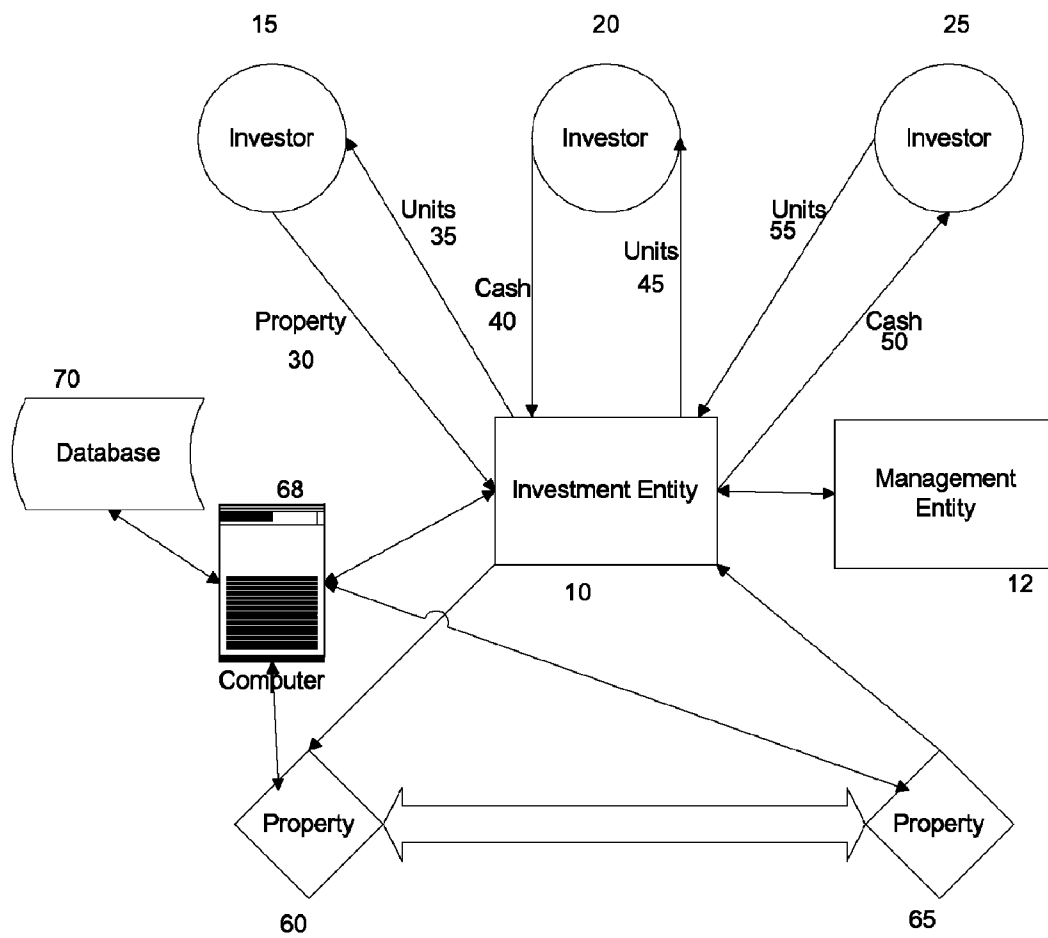 15
20
25
Investor
Investor
Investor
Units
35
Units
55
Units
45
Cash
40
Property
30
Cash
50
70
Database
68
Investment Entity
Management
Entity
10
12
Computer
Property
Property
60
65